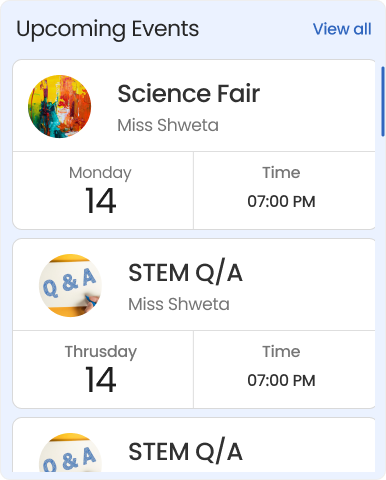 Upcoming Events View all
Science Fair
Miss Shweta
Monday
14
Time
07:00 PM
Q & A
STEM Q/A
Miss Shweta
Thrusday
14
Time
07:00 PM
Q & A
STEM Q/A